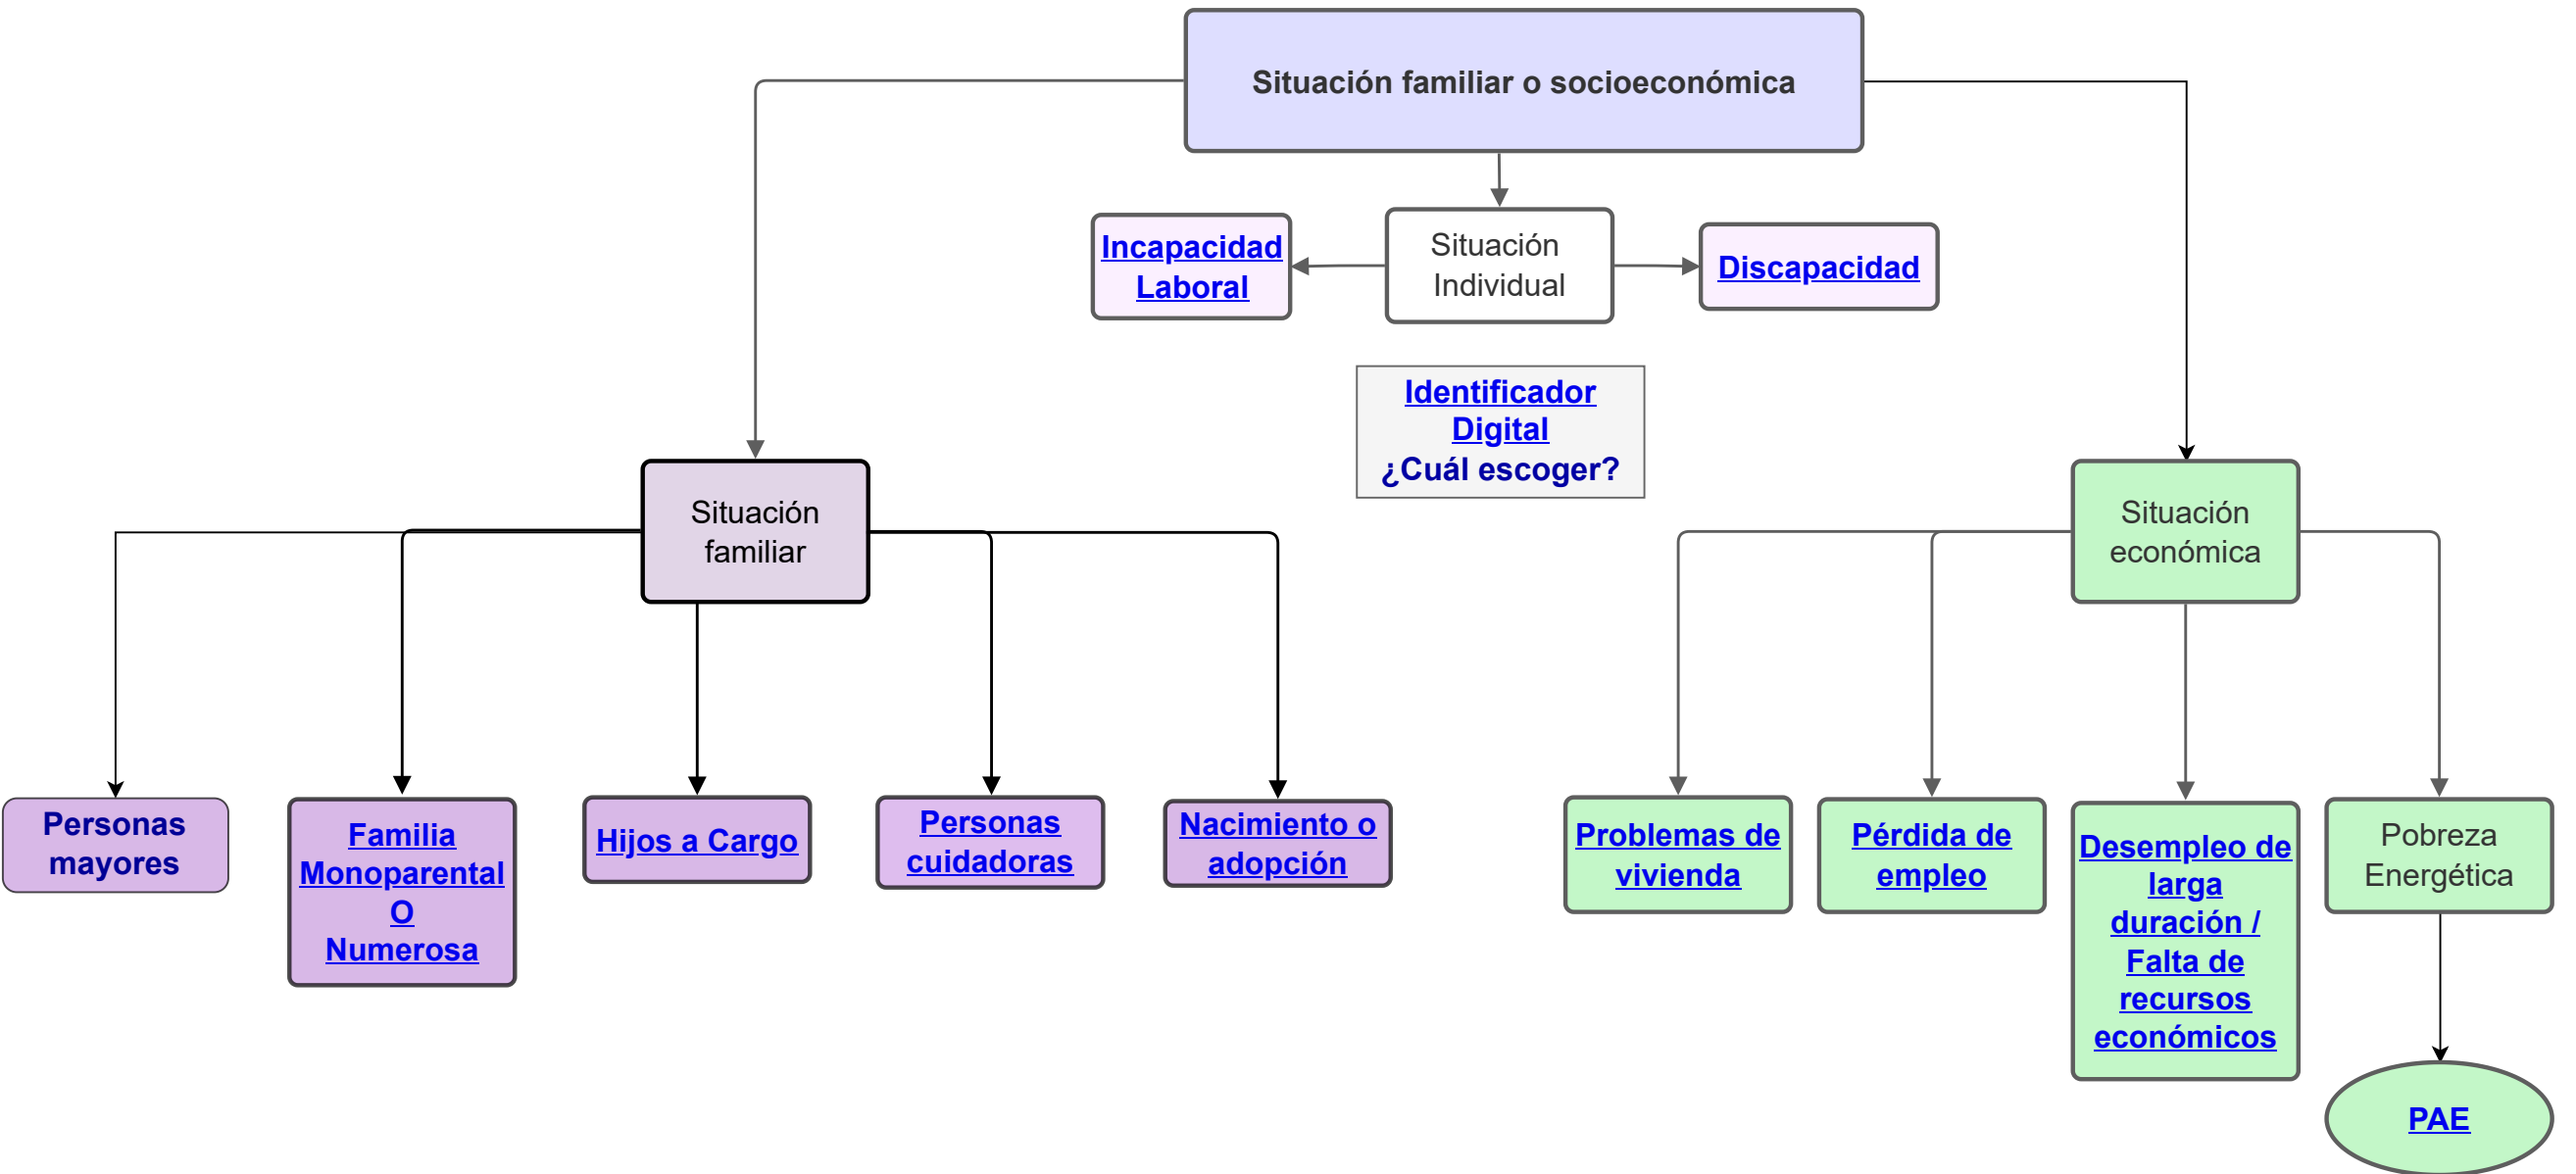 Situación familiar o socioeconómica
Incapacidad
Laboral
Situación
Individual
Discapacidad
Identificador
Digital
¿Cuál escoger?
Situación
familiar
Situación
económica
Personas
mayores
Familia
Monoparental
O
Numerosa
Hijos a Cargo
Personas
cuidadoras
Nacimiento o
adopción
Problemas de
vivienda
Pérdida de
empleo
Desempleo de
larga
duración /
Falta de
recursos
económicos
Pobreza
Energética
PAE